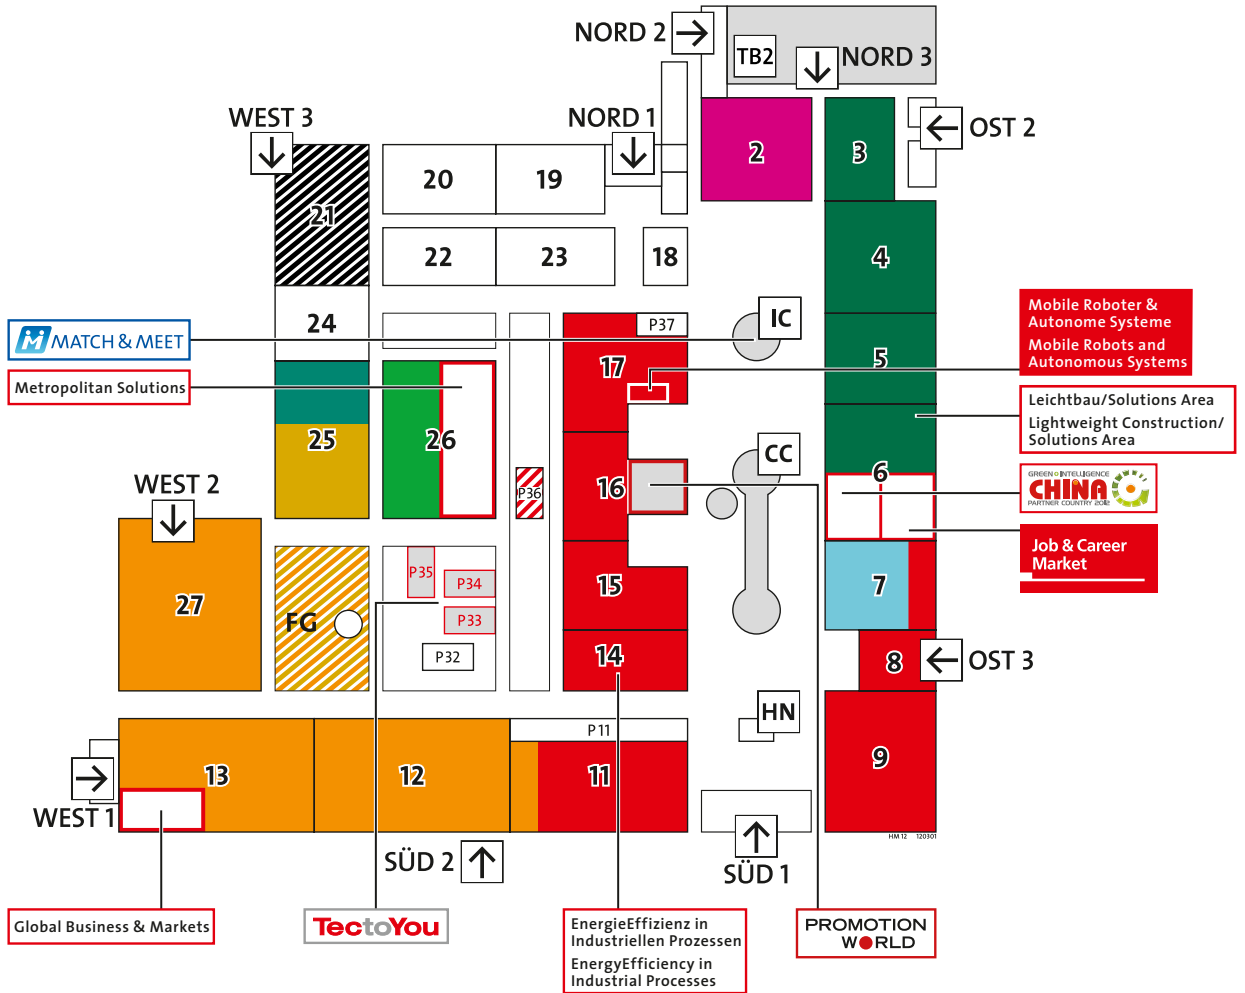 NORD 2
TB2
NORD 3
WEST 3
NORD 1
OST 2
2
3
20
19
21
4
22
23
18
24
IC
P37
MATCH & MEET
17
5
Mobile Roboter &
Autonome Systeme
Mobile Robots and
Autonomous Systems
Metropolitan Solutions
Leichtbau/Solutions Area
Lightweight Construction/
Solutions Area
25
26
CC
WEST 2
P36
16
6
GREEN INTELLIGENCE
CHINA
PARTNER COUNTRY 2012
Job & Career
Market
P35
P34
15
7
27
FG
P33
P32
14
8
OST 3
HN
P11
13
12
11
9
WEST 1
HM 12 120301
SÜD 2
SÜD 1
Global Business & Markets
TectoYou
EnergieEffizienz in
Industriellen Prozessen
EnergyEfficiency in
Industrial Processes
PROMOTION
WORLD